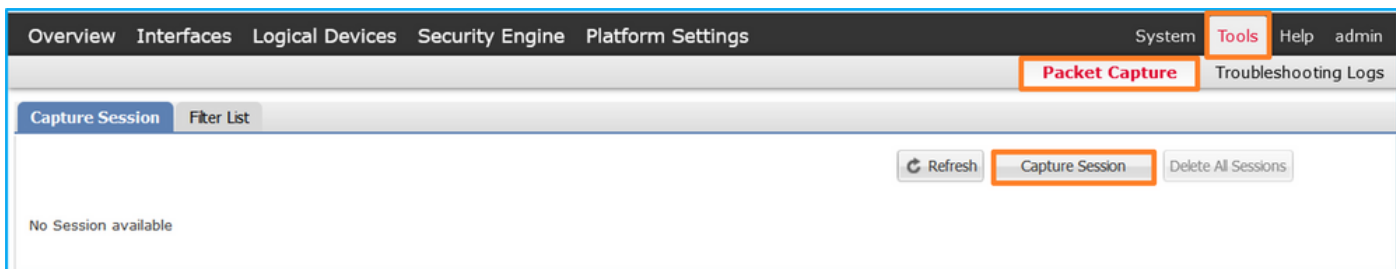 Overview Interfaces Logical Devices Security Engine Platform Settings System Tools Help admin
Packet Capture Troubleshooting Logs
Capture Session Filter List
Refresh Capture Session Delete All Sessions
No Session available